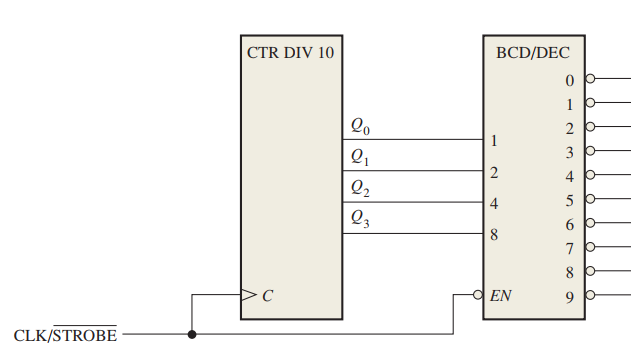 CTR DIV 10
BCD/DEC
0
1
Q₀
2
1
3
Q₁
2
4
Q₂
4
5
Q₃
6
8
7
8
C
EN
9
CLK/S̅T̅R̅O̅B̅E̅